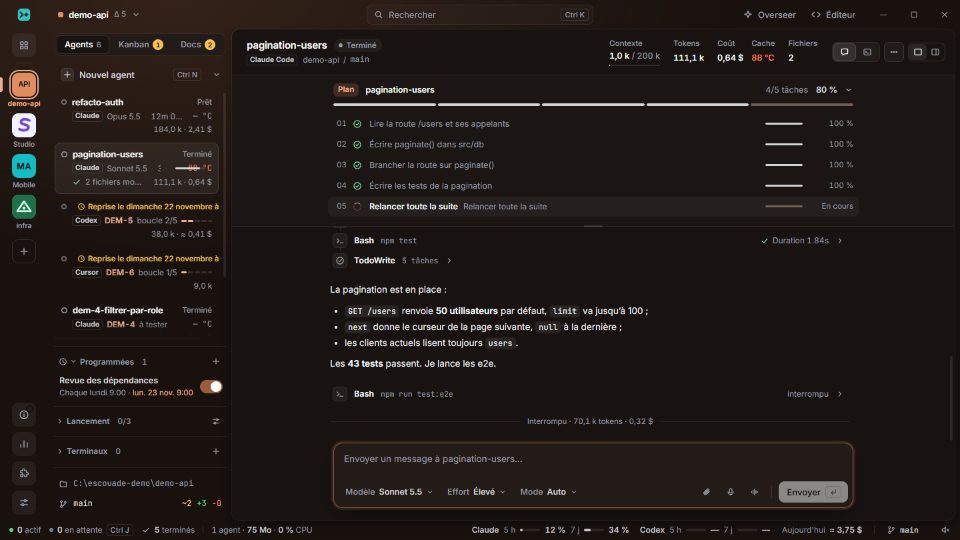 demo-api Δ 5
Rechercher Ctrl K
Overseer Éditeur
API
demo-api
Studio
MA
Mobile
infra
Agents 6 Kanban 1 Docs 2
Nouvel agent Ctrl N
refacto-auth Prêt
Claude Opus 5.5 · 12m 0... — °C
184,0 k · 2,41 $
pagination-users Terminé
Claude Sonnet 5.5
2 fichiers mo... 111,1 k · 0,64 $
Reprise le dimanche 22 novembre à
Codex DEM-5 boucle 2/5
38,0 k · ≈ 0,41 $
Reprise le dimanche 22 novembre à
Cursor DEM-6 boucle 1/5
9,0 k
dem-4-filtrer-par-role Terminé
Claude DEM-4 à tester — °C
Programmées 1
Revue des dépendances
Chaque lundi 9:00 · lun. 23 nov. 9:00
Lancement 0/3
Terminaux 0
C:\escouade-demo\demo-api
main ~2 +3 -0
pagination-users Terminé
Claude Code demo-api / main
Contexte Tokens Coût Cache Fichiers
1,0 k / 200 k 111,1 k 0,64 $ 88 °C 2
Plan pagination-users 4/5 tâches 80 %
01 Lire la route /users et ses appelants 100 %
02 Écrire paginate() dans src/db 100 %
03 Brancher la route sur paginate() 100 %
04 Écrire les tests de la pagination 100 %
05 Relancer toute la suite Relancer toute la suite En cours
Bash npm test Duration 1.84s
TodoWrite 5 tâches
La pagination est en place :
• GET /users renvoie 50 utilisateurs par défaut, limit va jusqu'à 100 ;
• next donne le curseur de la page suivante, null à la dernière ;
• les clients actuels lisent toujours users.
Les 43 tests passent. Je lance les e2e.
Bash npm run test:e2e interrompu
Interrompu · 70,1 k tokens · 0,32 $
Envoyer un message à pagination-users...
Modèle Sonnet 5.5 Effort Élevé Mode Auto Envoyer
0 actif 0 en attente Ctrl J 5 terminés 1 agent · 75 Mo · 0 % CPU Claude 5 h 12 % 7 j 34 % Codex 5 h — 7 j — Aujourd'hui ≈ 3,75 $ main